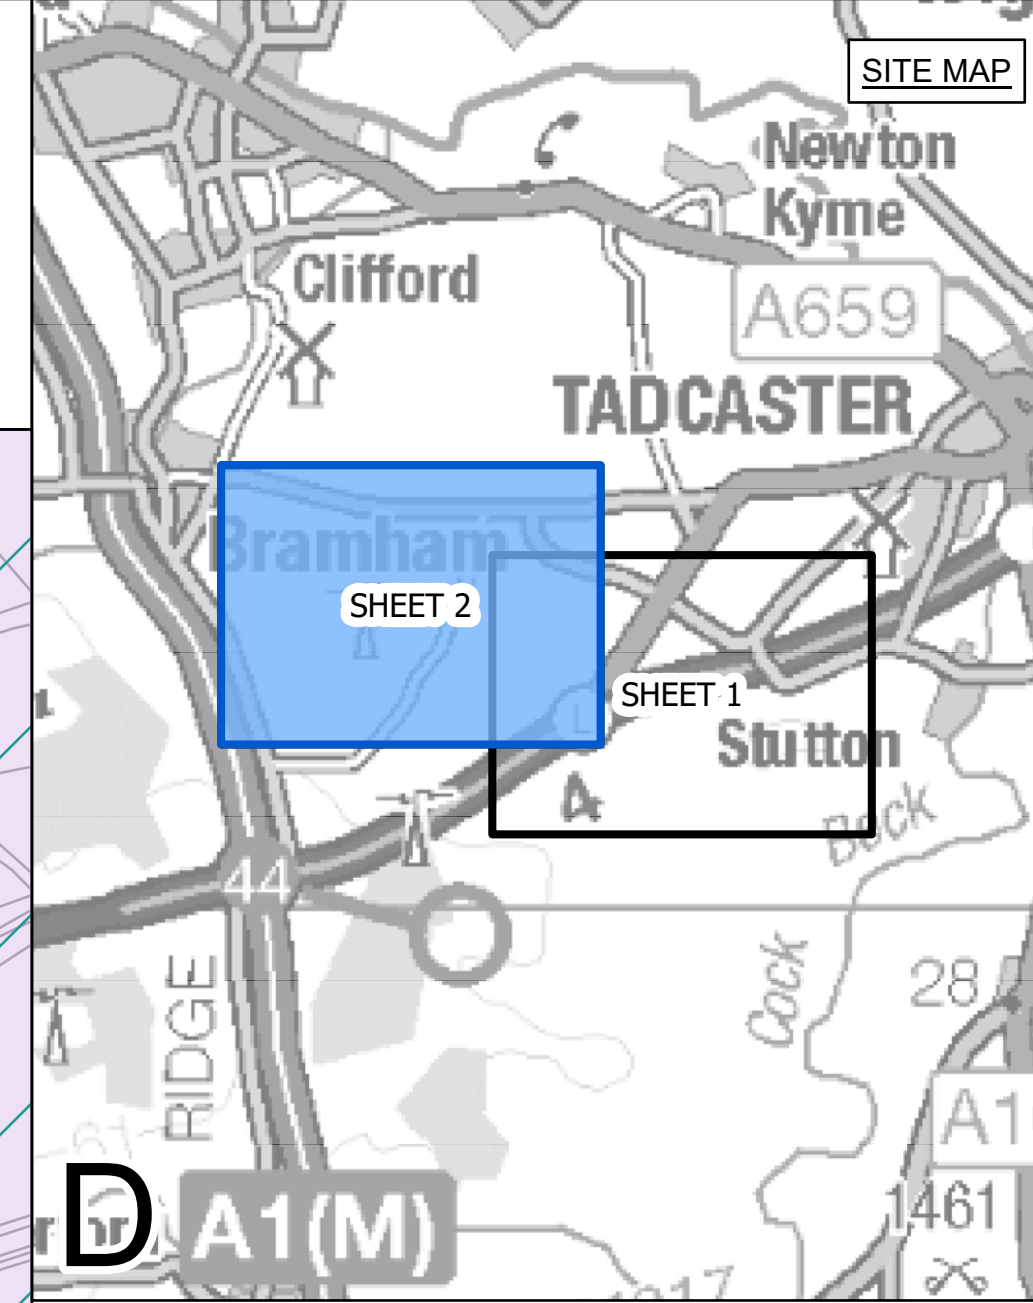 SITE MAP
Newton
Kyme
Clifford
A659
TADCASTER
Bramham
SHEET 2
SHEET 1
Stutton
Beck
44
Cock
28
RIDGE
A1
61
D
A1(M)
1461